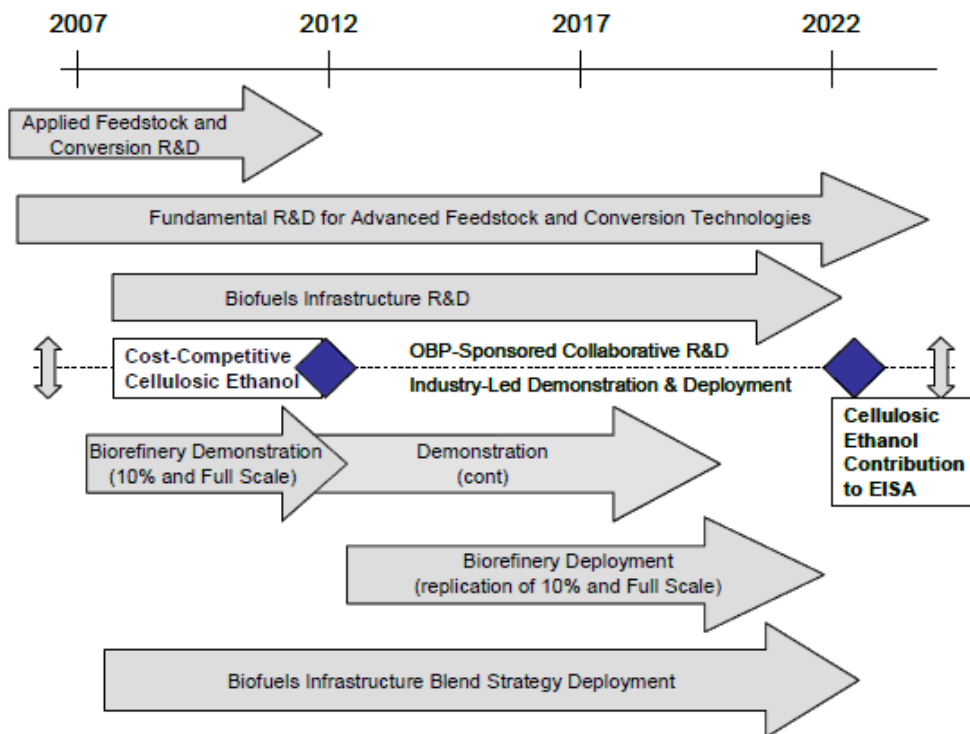 2007 2012 2017 2022
Applied Feedstock and
Conversion R&D
Fundamental R&D for Advanced Feedstock and Conversion Technologies
Biofuels Infrastructure R&D
Cost-Competitive
Cellulosic Ethanol
OBP-Sponsored Collaborative R&D
Industry-Led Demonstration & Deployment
Cellulosic
Ethanol
Contribution
to EISA
Biorefinery Demonstration
(10% and Full Scale)
Demonstration
(cont)
Biorefinery Deployment
(replication of 10% and Full Scale)
Biofuels Infrastructure Blend Strategy Deployment